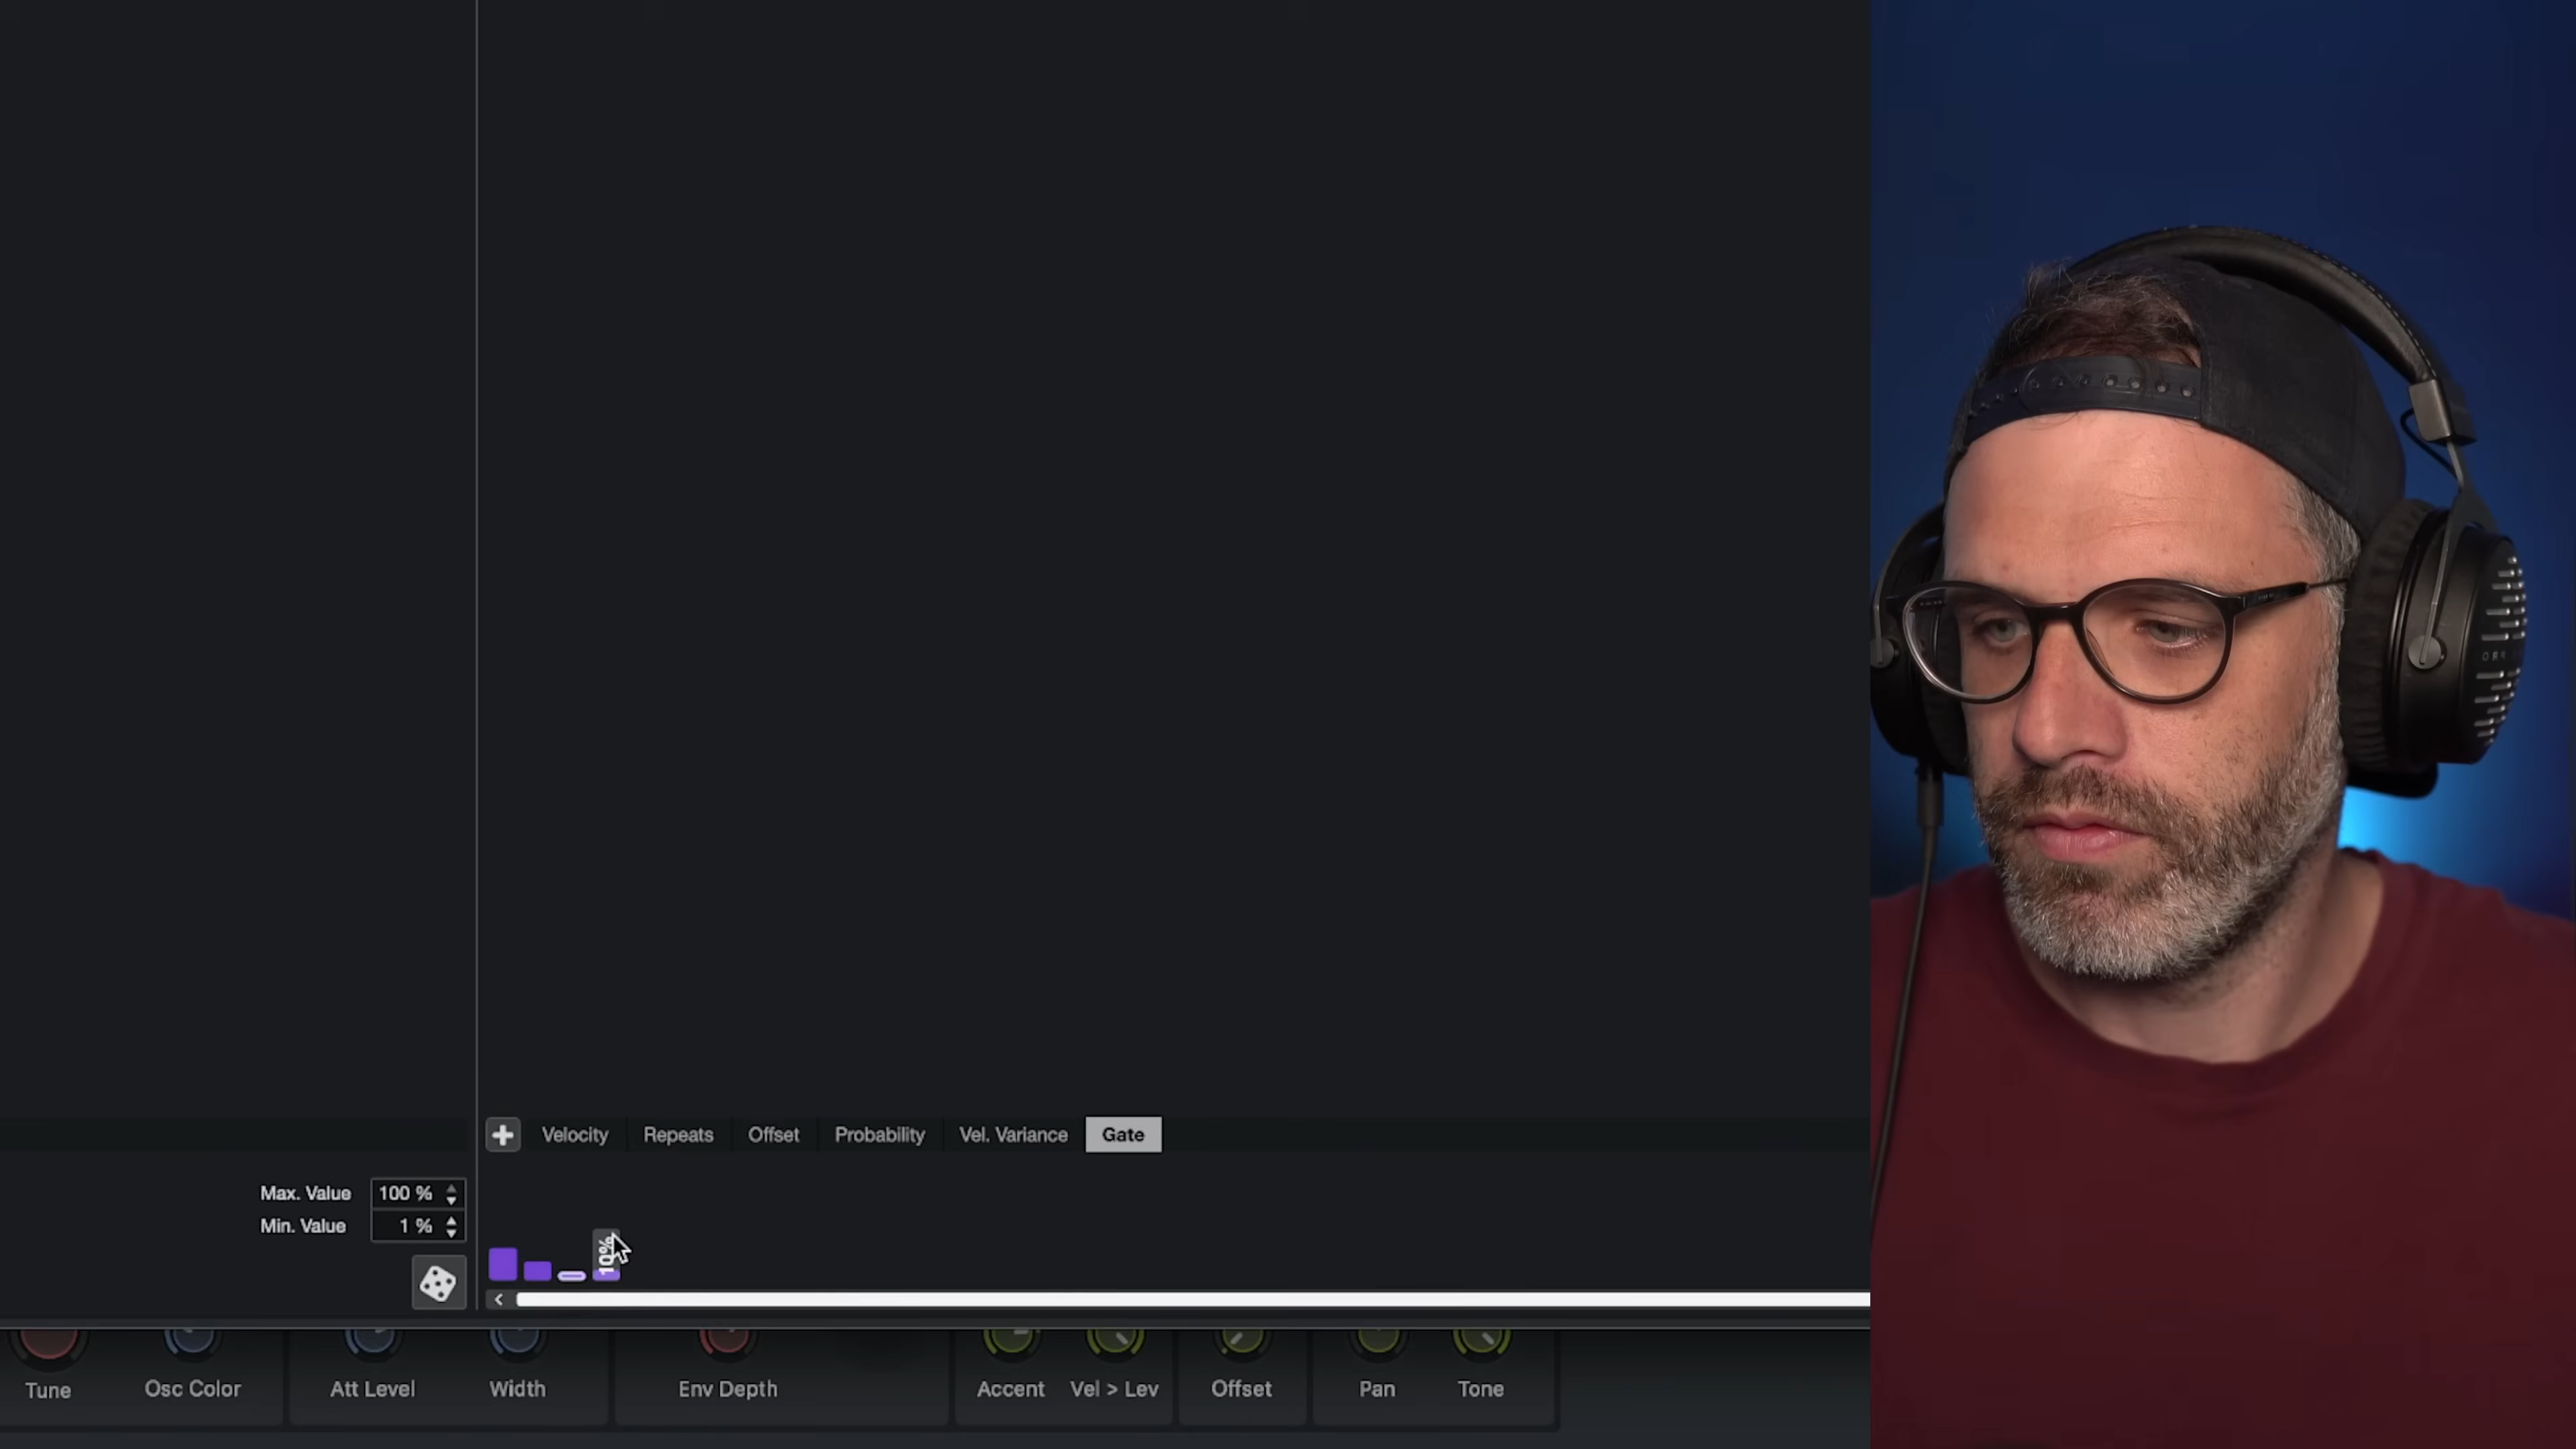 Velocity Repeats Offset Probability Vel. Variance Gate
Max. Value 100 %
Min. Value 1 %
10%
Tune Osc Color Att Level Width Env Depth Accent Vel > Lev Offset Pan Tone